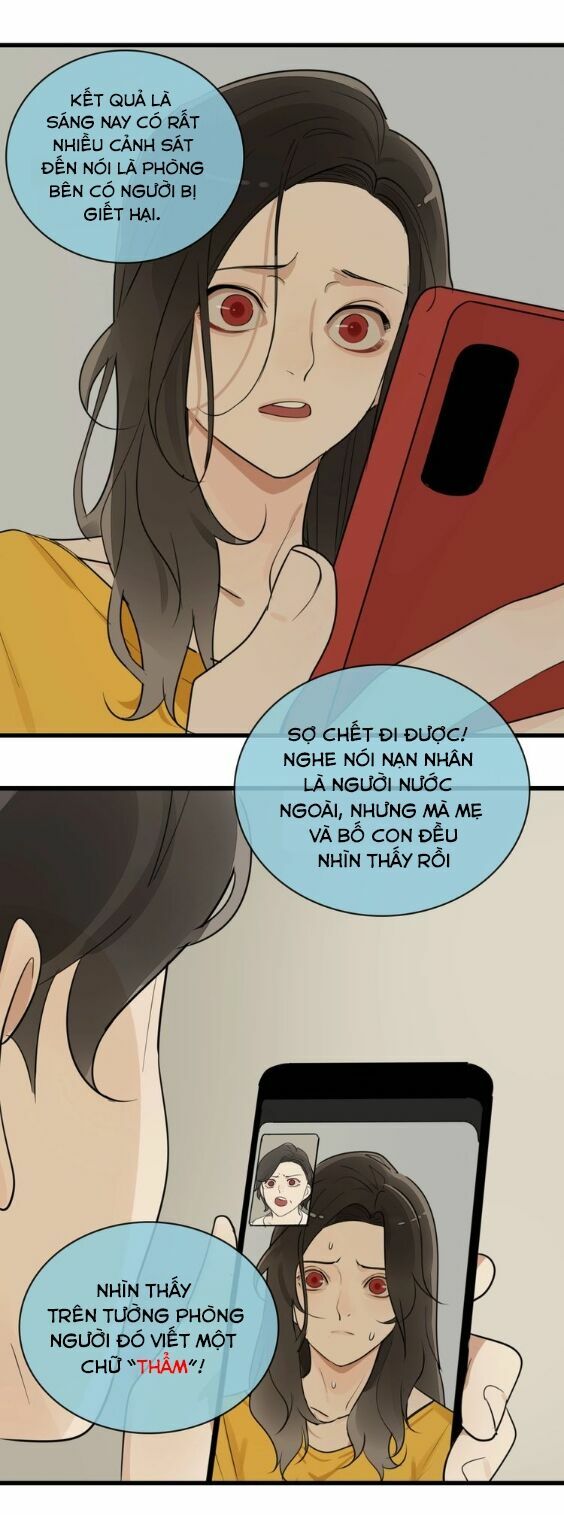 KẾT QUẢ LÀ
SÁNG NAY CÓ RẤT
NHIỀU CẢNH SÁT
ĐẾN NÓI LÀ PHÒNG
BÊN CÓ NGƯỜI BỊ
GIẾT HẠI.
SỢ CHẾT ĐI ĐƯỢC!
NGHE NÓI NẠN NHÂN
LÀ NGƯỜI NƯỚC
NGOÀI, NHƯNG MÀ MẸ
VÀ BỐ CON ĐỀU
NHÌN THẤY RỒI
NHÌN THẤY
TRÊN TƯỜNG PHÒNG
NGƯỜI ĐÓ VIẾT MỘT
CHỮ "THẨM"!